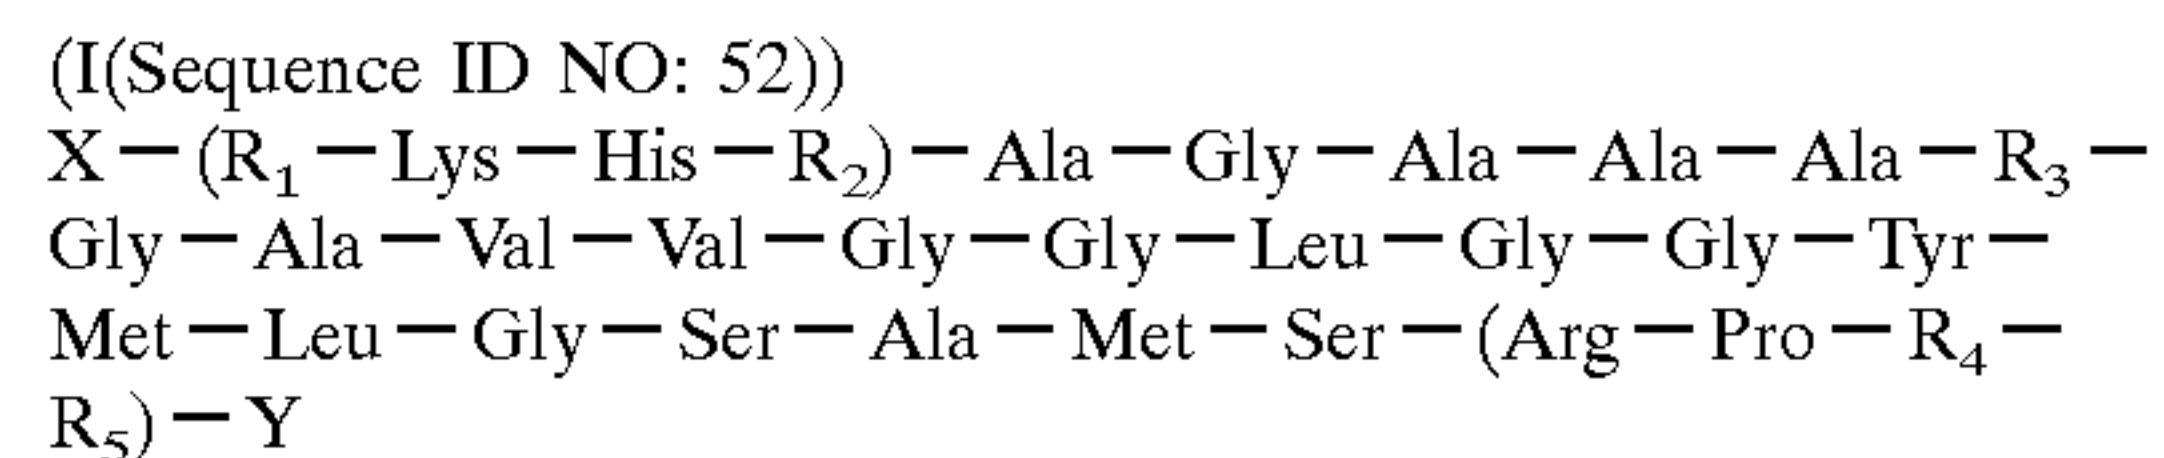 (I(Sequence ID NO: 52))
X—(R₁—Lys—His—R₂)—Ala—Gly—Ala—Ala—Ala—R₃—
Gly—Ala—Val—Val—Gly—Gly—Leu—Gly—Gly—Tyr—
Met—Leu—Gly—Ser—Ala—Met—Ser—(Arg—Pro—R₄—
R₅)—Y